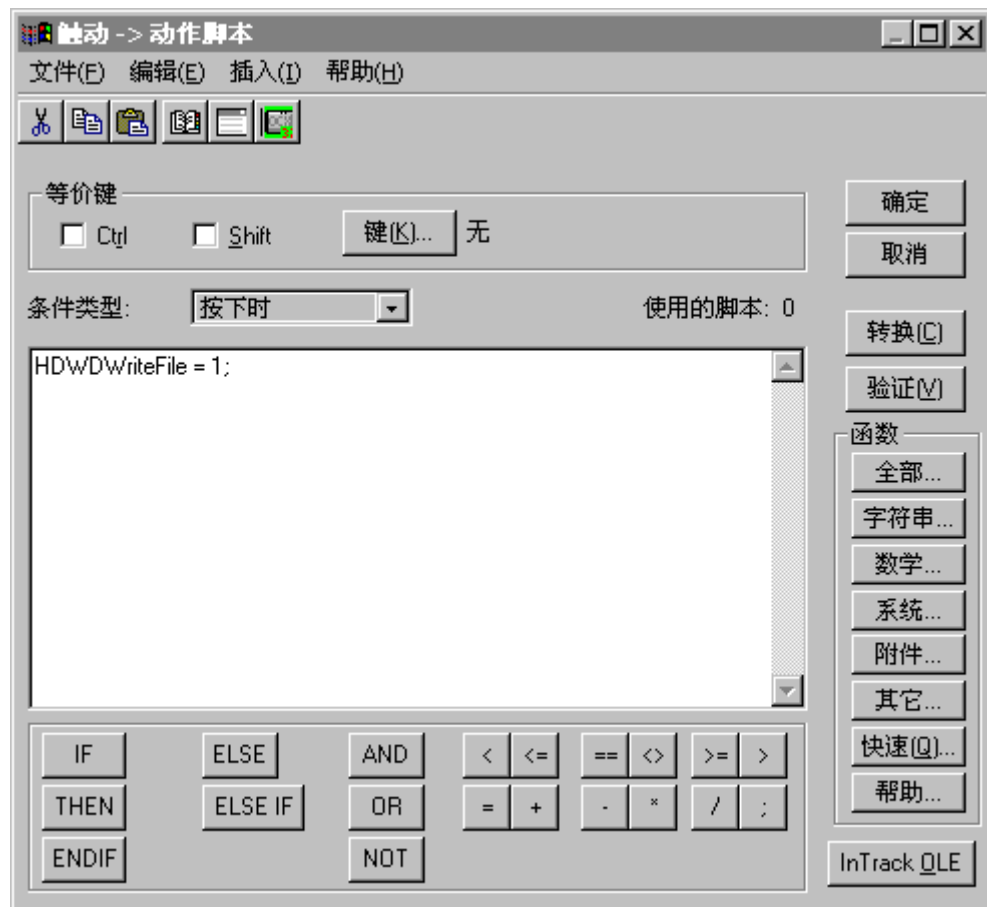 触动 -> 动作脚本
文件(F) 编辑(E) 插入(I) 帮助(H)
等价键
Ctrl Shift 键(K)... 无
确定
取消
条件类型: 按下时 使用的脚本: 0
转换(C)
验证(V)
HDWDWriteFile = 1;
函数
全部...
字符串...
数学...
系统...
附件...
其它...
快速(Q)...
帮助...
IF ELSE AND < <= == <> >= >
THEN ELSE IF OR = + - * / ;
ENDIF NOT
InTrack OLE